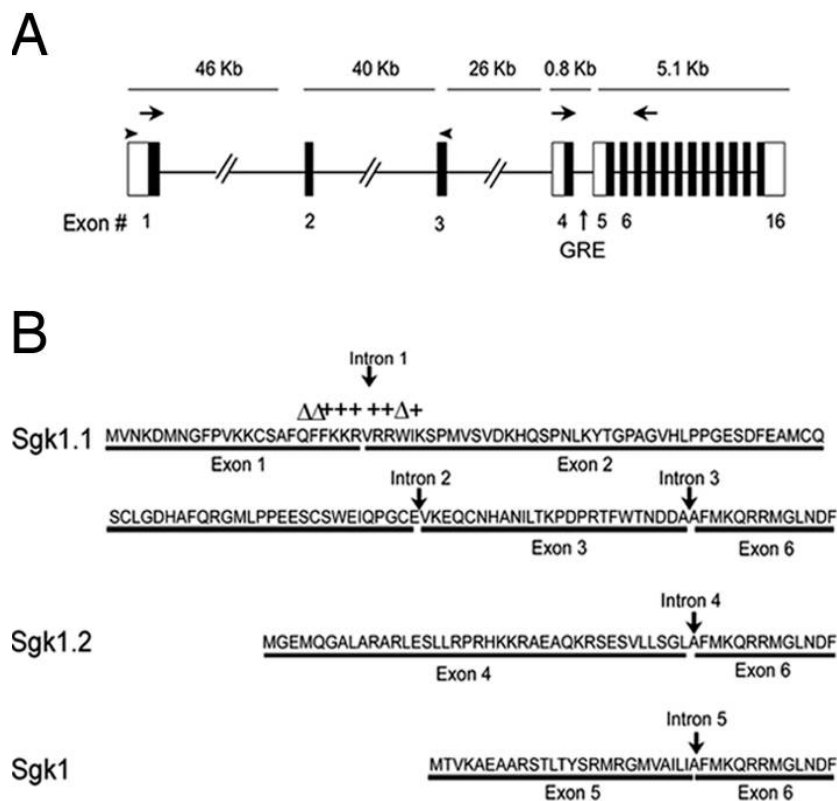 A
46 Kb 40 Kb 26 Kb 0.8 Kb 5.1 Kb
Exon # 1 2 3 4 5 6 16
GRE
B
Intron 1
ΔΔ+++ ++Δ+
Sgk1.1 MVNKDMNGFPVKKCSAFQFFKKRVRRWIKSPMVSVDKHQSPNLKYTGPAGVHLPPGESDFEAMCQ
Exon 1 Exon 2
Intron 2 Intron 3
SCLGDHAFQRGMLPPEESCSWEIQPGCEVKEQCNHANILTKPDPRTFWTNDDAAFMKQRRMGLNDF
Exon 3 Exon 6
Intron 4
Sgk1.2 MGEMQGALARARLESLLRPRHKKRAEAQKRSESVLLSGLAFMKQRRMGLNDF
Exon 4 Exon 6
Intron 5
Sgk1 MTVKAEAARSTLTYSRMRGMVAILIAFMKQRRMGLNDF
Exon 5 Exon 6